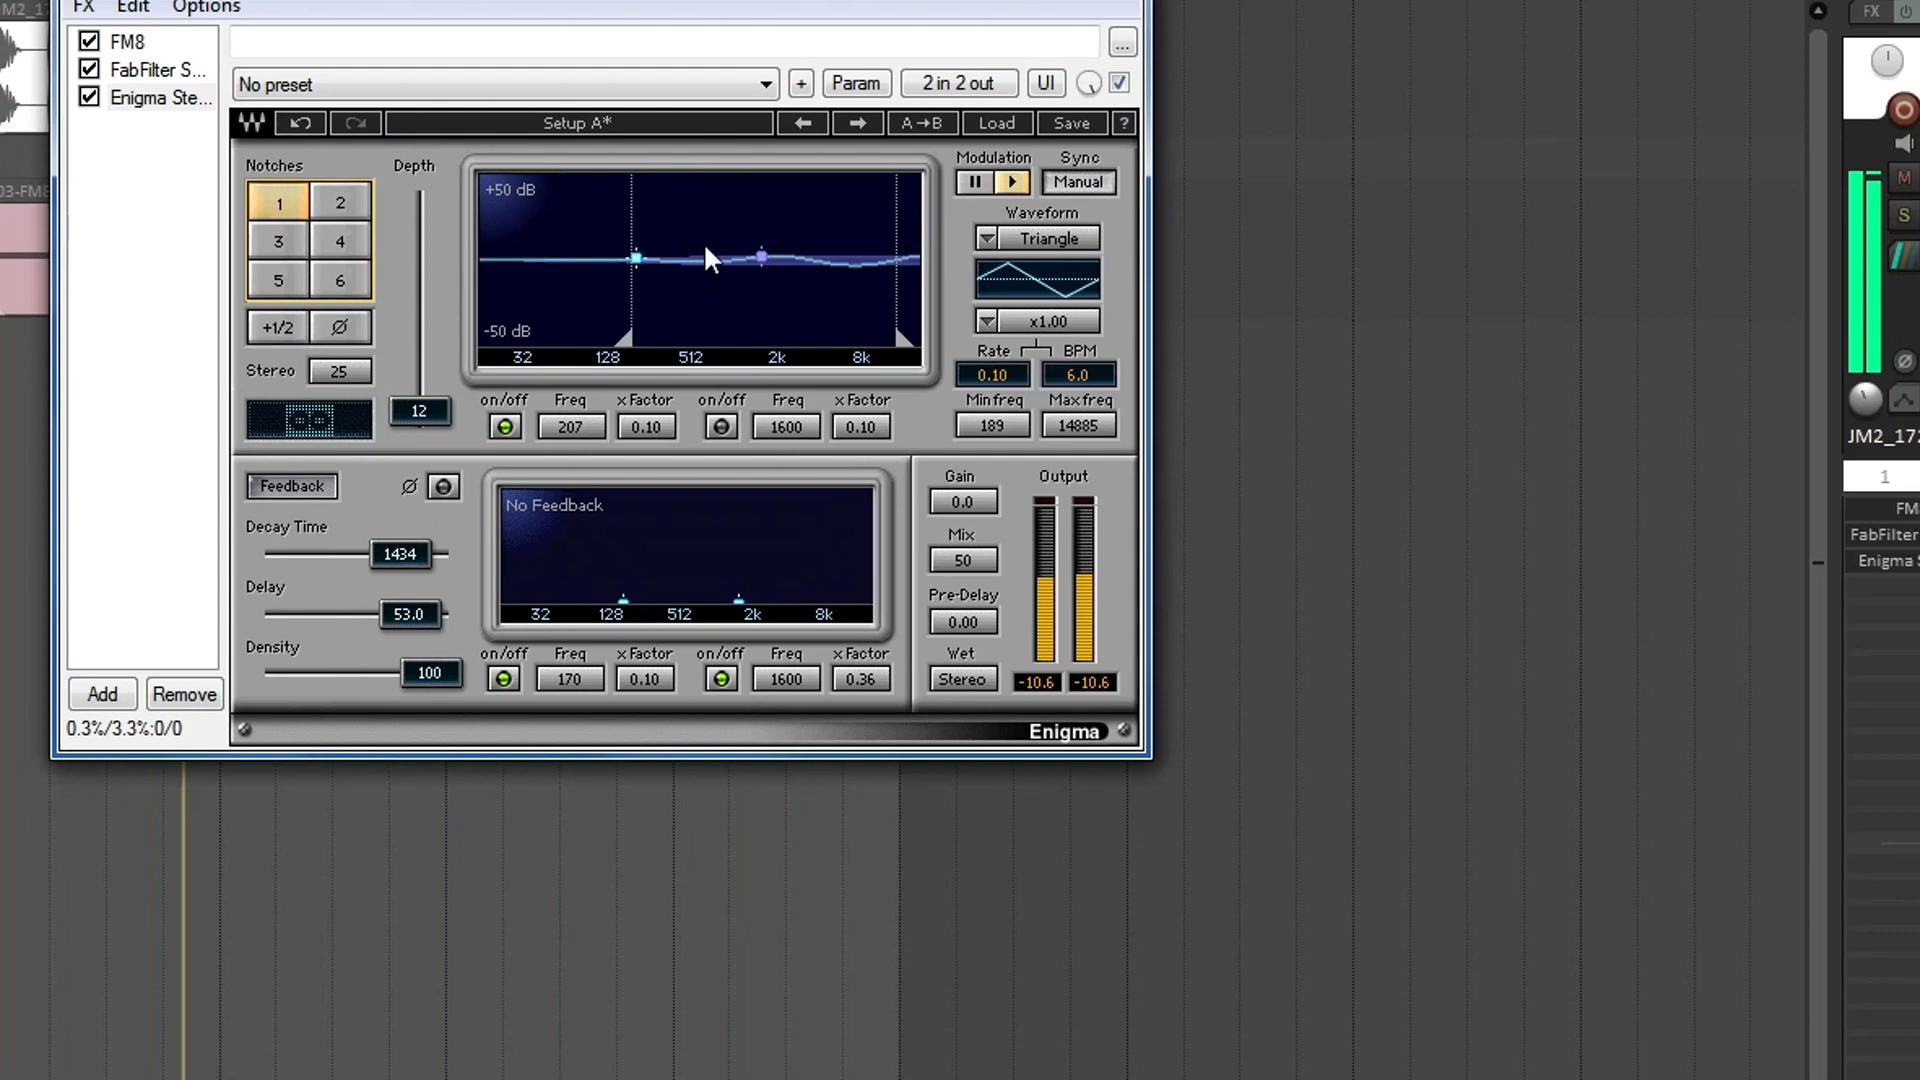 FX Edit Options
M2_1
FX
FM8
FabFilter S...
Enigma Ste...
...
No preset
+
Param
2 in 2 out
UI
Setup A*
A→B
Load
Save
?
Notches
Depth
1 2
3 4
5 6
+1/2 Ø
Stereo 25
12
+50 dB
-50 dB
32 128 512 2k 8k
on/off Freq x Factor on/off Freq x Factor
207 0.10 1600 0.10
Modulation Sync
Manual
Waveform
Triangle
x1.00
Rate BPM
0.10 6.0
Min freq Max freq
189 14885
Feedback Ø
Decay Time
1434
Delay
53.0
Density
100
No Feedback
32 128 512 2k 8k
on/off Freq x Factor on/off Freq x Factor
170 0.10 1600 0.36
Gain Output
0.0
Mix
50
Pre-Delay
0.00
Wet
Stereo -10.6 -10.6
Enigma
Add Remove
0.3%/3.3%:0/0
03-FM8
M
S
JM2_172
1
FM
FabFilter
Enigma S